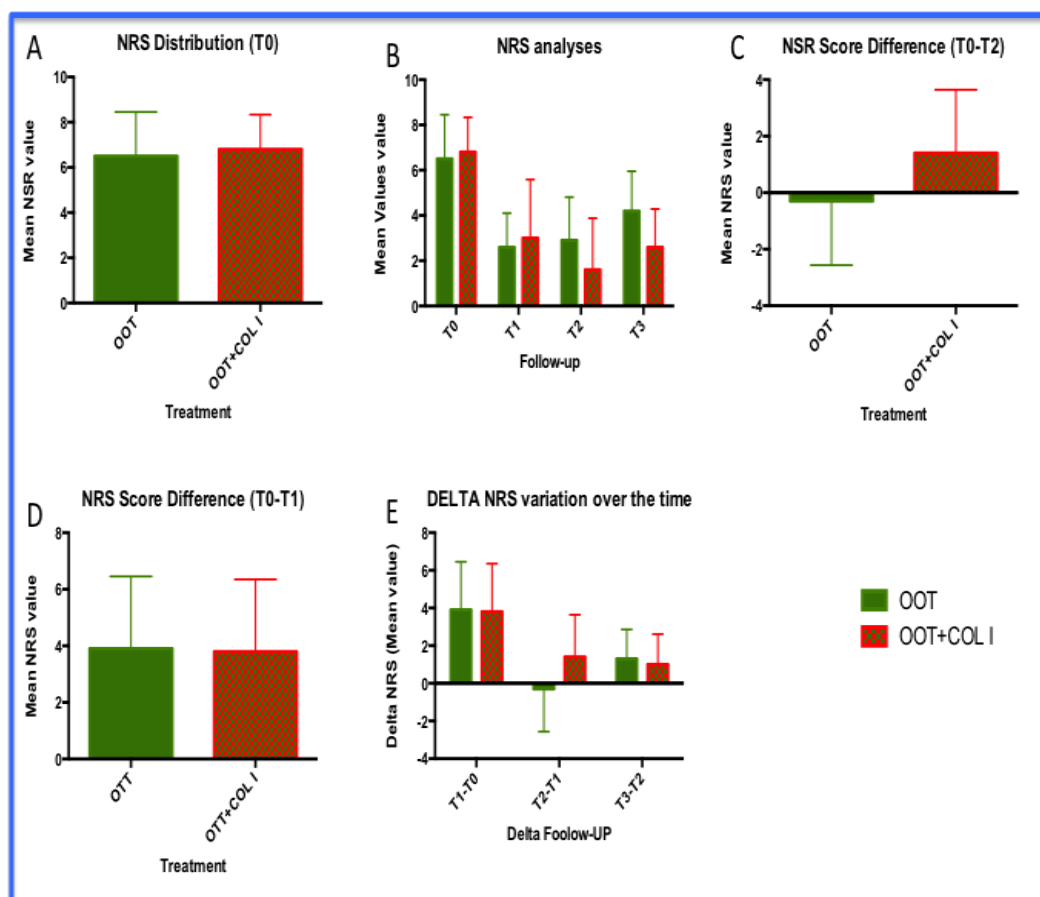 A
NRS Distribution (T0)
Mean NSR value
10
8
6
4
2
0
OOT
OOT+COL I
Treatment
B
NRS analyses
Mean Values value
10
8
6
4
2
0
T0
T1
T2
T3
Follow-up
C
NSR Score Difference (T0-T2)
Mean NRS value
4
2
0
-2
-4
OOT
OOT+COL I
Treatment
D
NRS Score Difference (T0-T1)
Mean NRS value
8
6
4
2
0
OTT
OTT+COL I
Treatment
E
DELTA NRS variation over the time
Delta NRS (Mean value)
8
6
4
2
0
-2
-4
T1-T0
T2-T1
T3-T2
Delta Foolow-UP
OOT
OOT+COL I